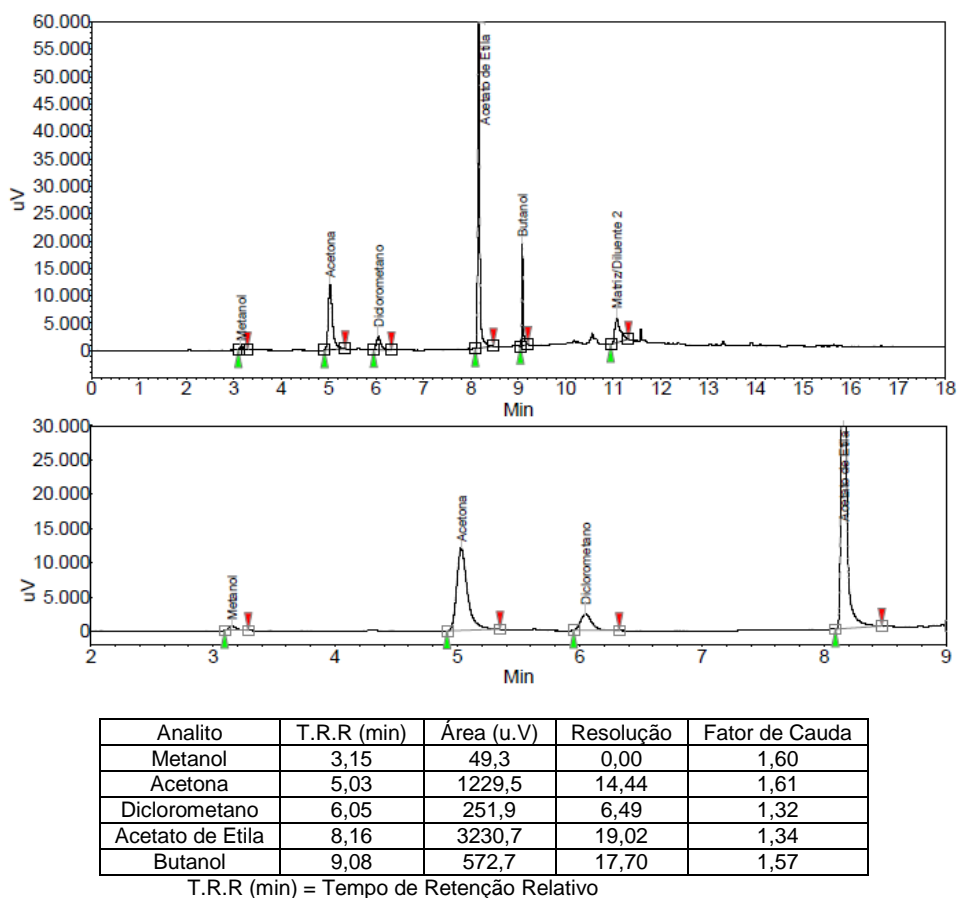 60.000
55.000
50.000
45.000
40.000
35.000
30.000
25.000
20.000
15.000
10.000
5.000
0
uV
Metanol
Acetona
Diclorometano
Acetato de Etila
Butanol
Matriz/Diluente 2
0 1 2 3 4 5 6 7 8 9 10 11 12 13 14 15 16 17 18
Min
30.000
25.000
20.000
15.000
10.000
5.000
0
uV
Metanol
Acetona
Diclorometano
Acetato de Etila
2 3 4 5 6 7 8 9
Min
Analito T.R.R (min) Área (u.V) Resolução Fator de Cauda
Metanol 3,15 49,3 0,00 1,60
Acetona 5,03 1229,5 14,44 1,61
Diclorometano 6,05 251,9 6,49 1,32
Acetato de Etila 8,16 3230,7 19,02 1,34
Butanol 9,08 572,7 17,70 1,57
T.R.R (min) = Tempo de Retenção Relativo